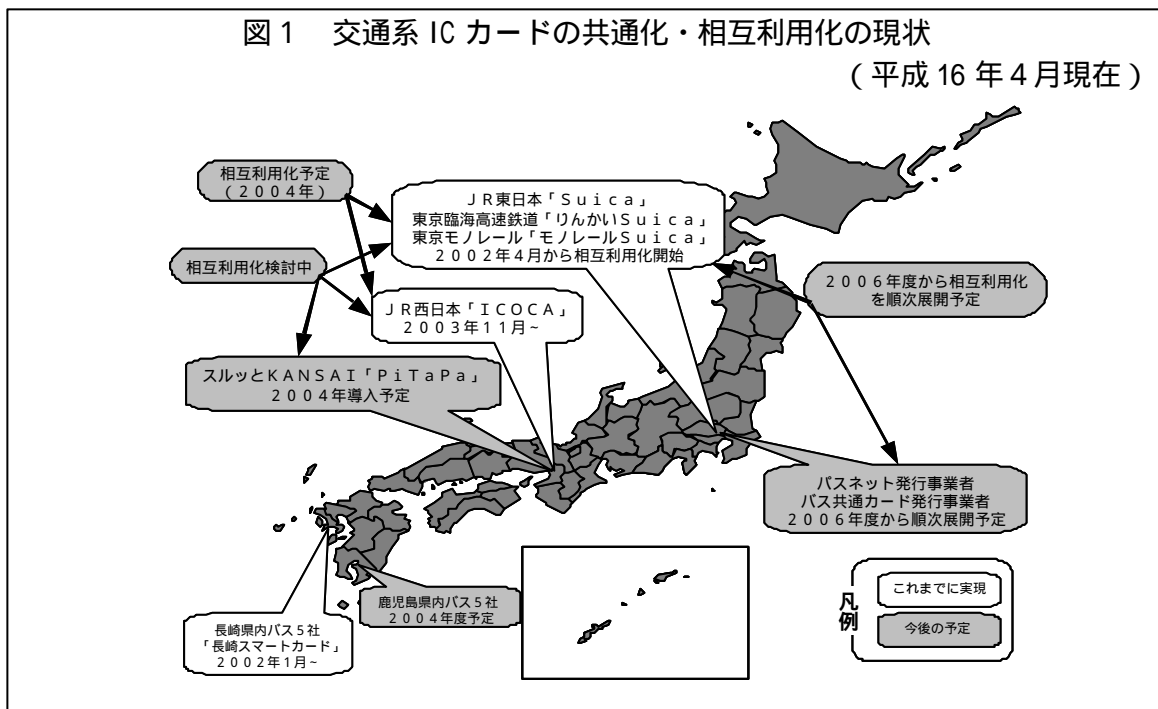 図1　交通系ICカードの共通化・相互利用化の現状
（平成16年4月現在）
相互利用化予定
（2004年）
JR東日本「Suica」
東京臨海高速鉄道「りんかいSuica」
東京モノレール「モノレールSuica」
2002年4月から相互利用化開始
相互利用化検討中
2006年度から相互利用化
を順次展開予定
JR西日本「ICOCA」
2003年11月~
スルッとKANSAI「PiTaPa」
2004年導入予定
パスネット発行事業者
バス共通カード発行事業者
2006年度から順次展開予定
鹿児島県内バス5社
2004年度予定
長崎県内バス5社
「長崎スマートカード」
2002年1月~
凡例
これまでに実現
今後の予定